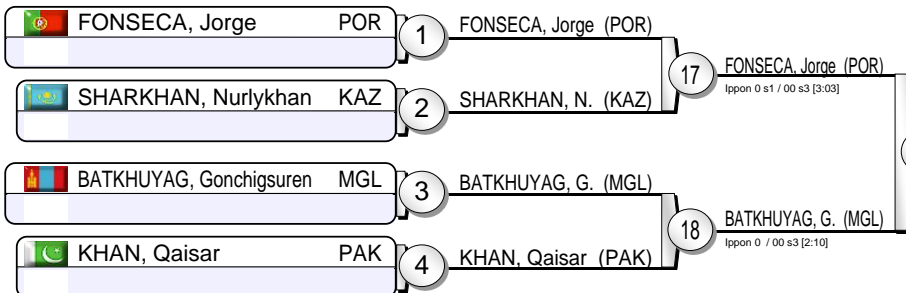 FONSECA, Jorge POR
1
FONSECA, Jorge (POR)
17
FONSECA, Jorge (POR)
Ippon 0 s1 / 00 s3 [3:03]
SHARKHAN, Nurlykhan KAZ
2
SHARKHAN, N. (KAZ)
BATKHUYAG, Gonchigsuren MGL
3
BATKHUYAG, G. (MGL)
18
BATKHUYAG, G. (MGL)
Ippon 0 / 00 s3 [2:10]
KHAN, Qaisar PAK
4
KHAN, Qaisar (PAK)